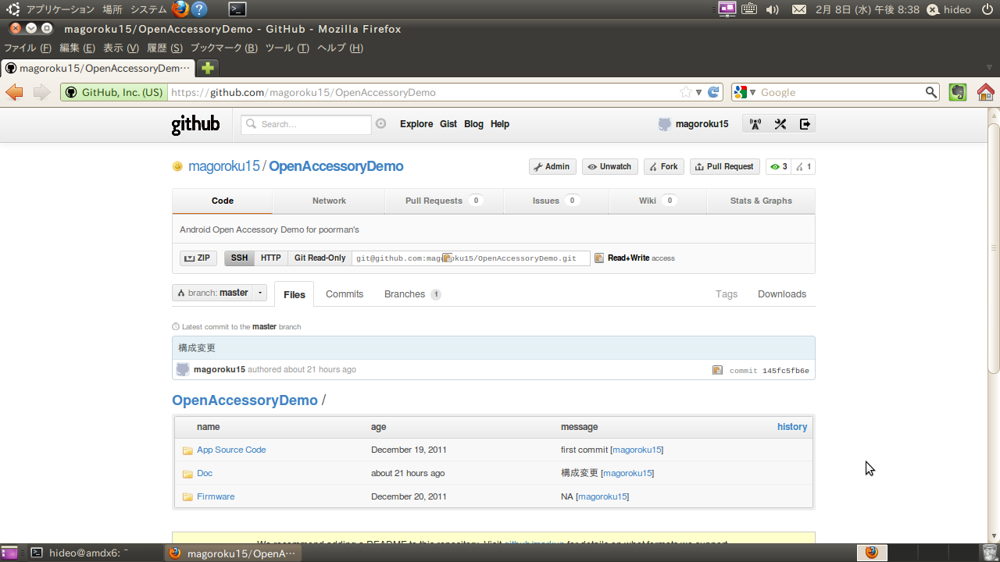 アプリケーション 場所 システム 2月 8日 (水) 午後 8:38 hideo
magoroku15/OpenAccessoryDemo - GitHub - Mozilla Firefox
ファイル (F) 編集 (E) 表示 (V) 履歴 (S) ブックマーク (B) ツール (T) ヘルプ (H)
magoroku15/OpenAccessoryDem…
GitHub, Inc. (US) https://github.com/magoroku15/OpenAccessoryDemo Google
github Search... Explore Gist Blog Help magoroku15
magoroku15 / OpenAccessoryDemo Admin Unwatch Fork Pull Request 3 1
Code Network Pull Requests 0 Issues 0 Wiki 0 Stats & Graphs
Android Open Accessory Demo for poorman's
ZIP SSH HTTP Git Read-Only git@github.com:magoroku15/OpenAccessoryDemo.git Read+Write access
branch: master Files Commits Branches 1 Tags Downloads
Latest commit to the master branch
構成変更
magoroku15 authored about 21 hours ago commit 145fc5fb6e
OpenAccessoryDemo /
name age message history
App Source Code December 19, 2011 first commit [magoroku15]
Doc about 21 hours ago 構成変更 [magoroku15]
Firmware December 20, 2011 NA [magoroku15]
We recommend adding a README to this repository. Visit github/markup for details on what formats we support.
hideo@amdx6: ~ magoroku15/OpenA…